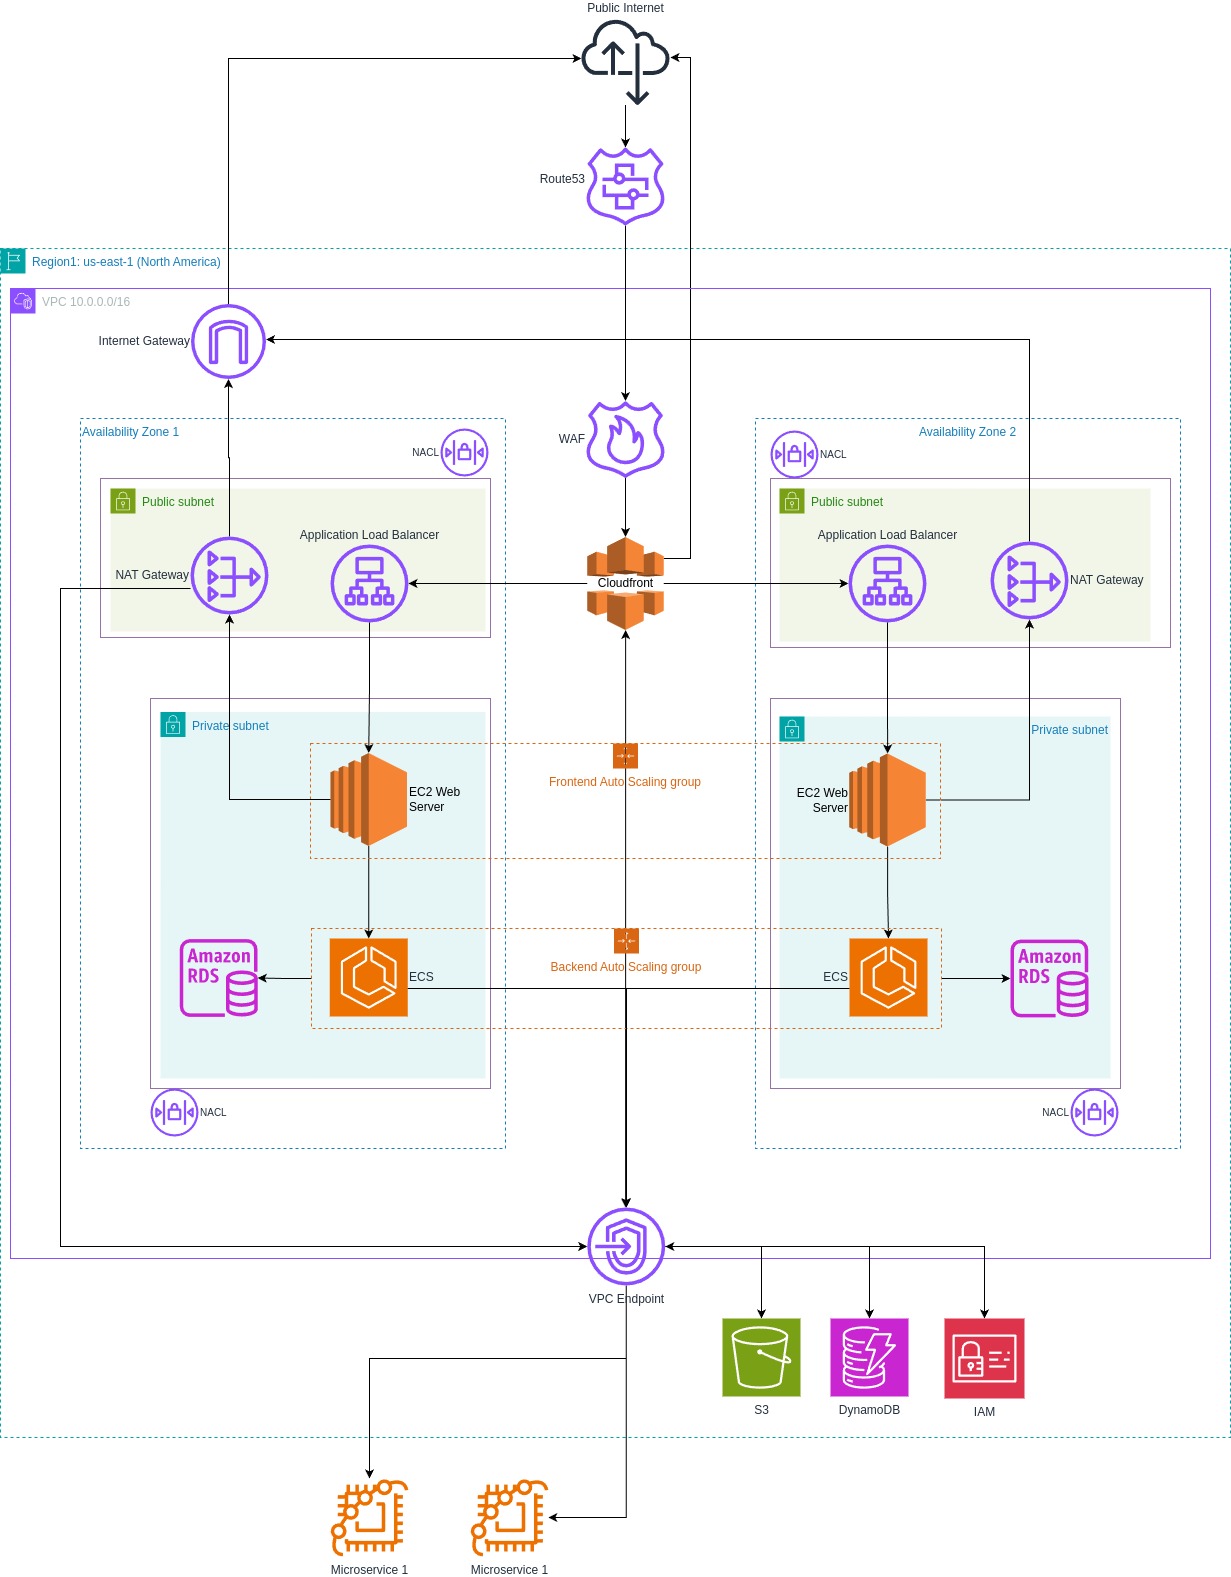 Public Internet
Route53
Region1: us-east-1 (North America)
VPC 10.0.0.0/16
Internet Gateway
WAF
Availability Zone 1
NACL
Availability Zone 2
NACL
Public subnet
Application Load Balancer
NAT Gateway
Cloudfront
Public subnet
Application Load Balancer
NAT Gateway
Private subnet
Private subnet
Frontend Auto Scaling group
EC2 Web
Server
EC2 Web
Server
Backend Auto Scaling group
Amazon
RDS
ECS
ECS
Amazon
RDS
NACL
NACL
VPC Endpoint
S3
DynamoDB
IAM
Microservice 1
Microservice 1